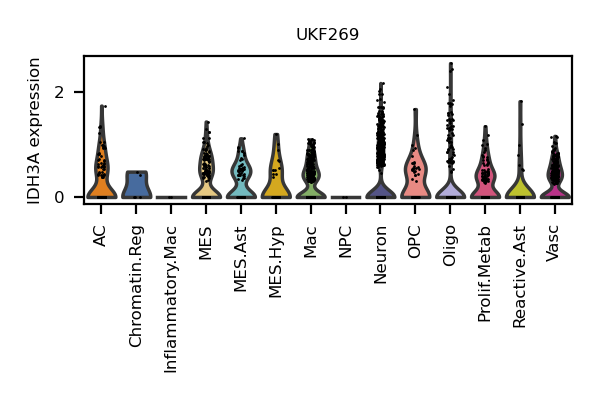 UKF269
IDH3A expression
2
0
AC
Chromatin.Reg
Inflammatory.Mac
MES
MES.Ast
MES.Hyp
Mac
NPC
Neuron
OPC
Oligo
Prolif.Metab
Reactive.Ast
Vasc